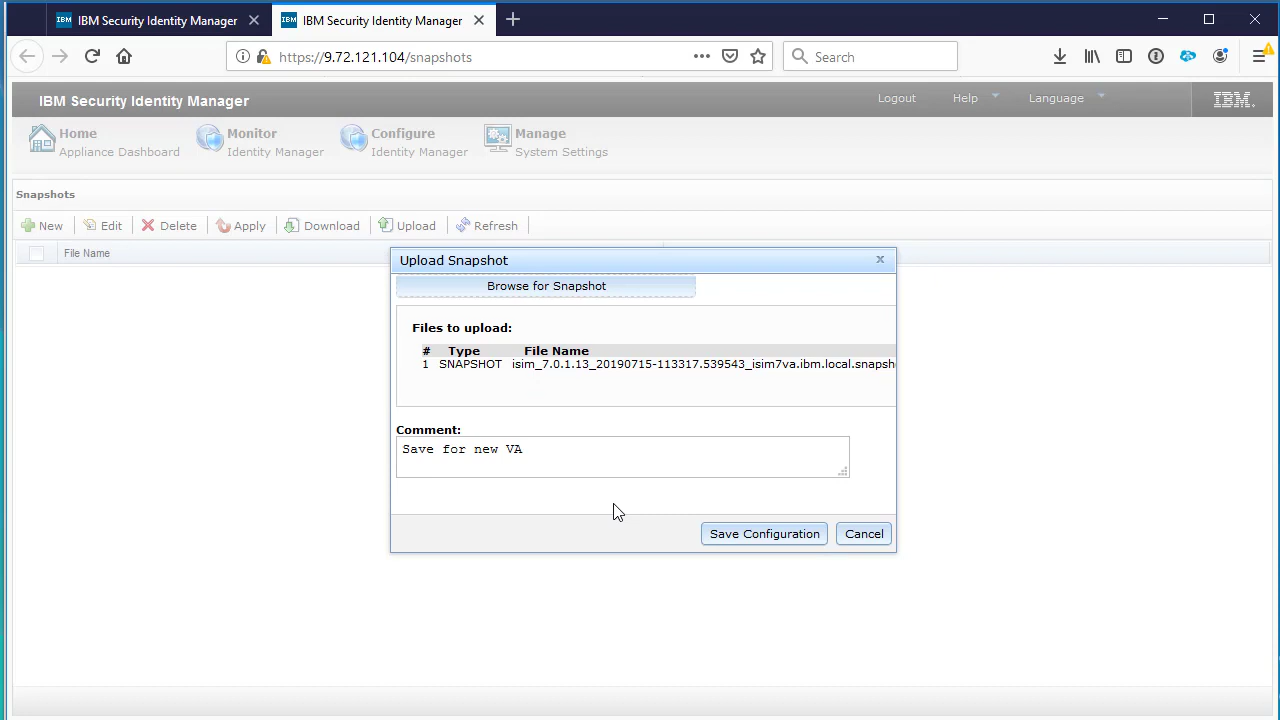 IBM IBM Security Identity Manager IBM IBM Security Identity Manager
https://9.72.121.104/snapshots Search
IBM Security Identity Manager Logout Help Language IBM.
Home Monitor Configure Manage
Appliance Dashboard Identity Manager Identity Manager System Settings
Snapshots
New Edit Delete Apply Download Upload Refresh
File Name
Upload Snapshot
Browse for Snapshot
Files to upload:
# Type File Name
1 SNAPSHOT isim_7.0.1.13_20190715-113317.539543_isim7va.ibm.local.snapsh
Comment:
Save for new VA
Save Configuration Cancel